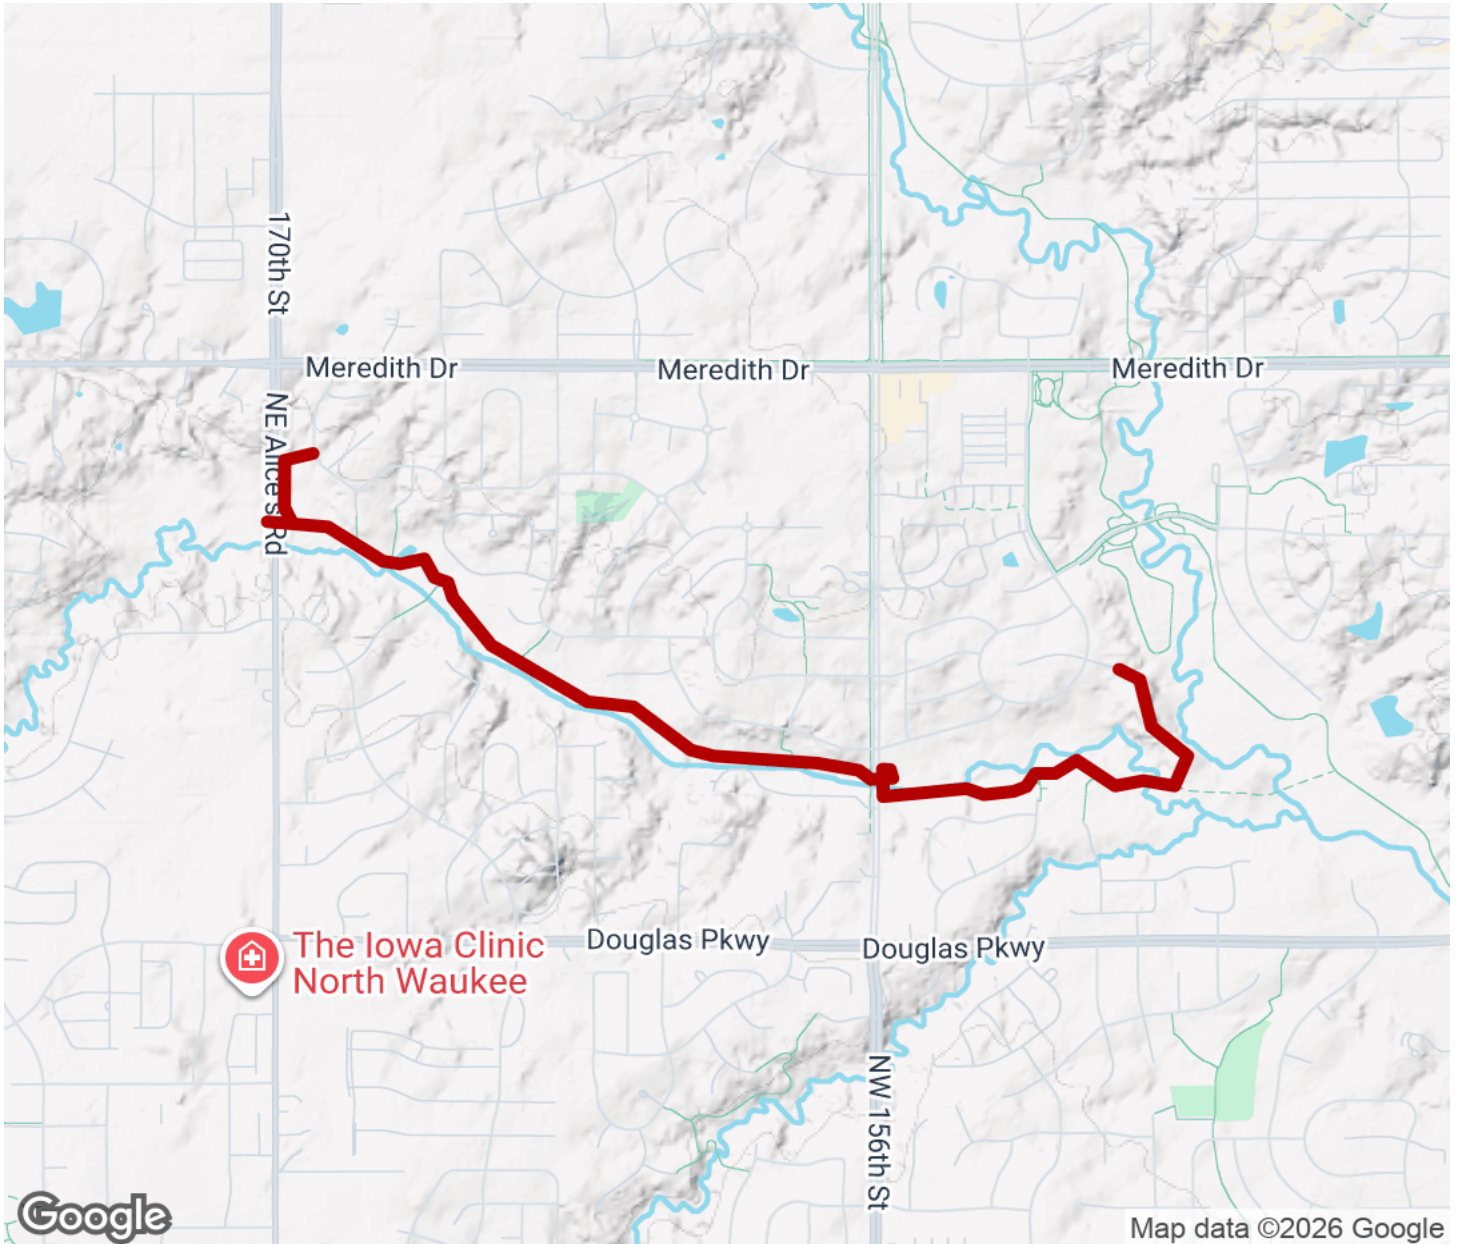 170th St
Meredith Dr
Meredith Dr
Meredith Dr
NE Alice's Rd
The Iowa Clinic
North Waukee
Douglas Pkwy
Douglas Pkwy
NW 156th St
Google
Map data ©2026 Google